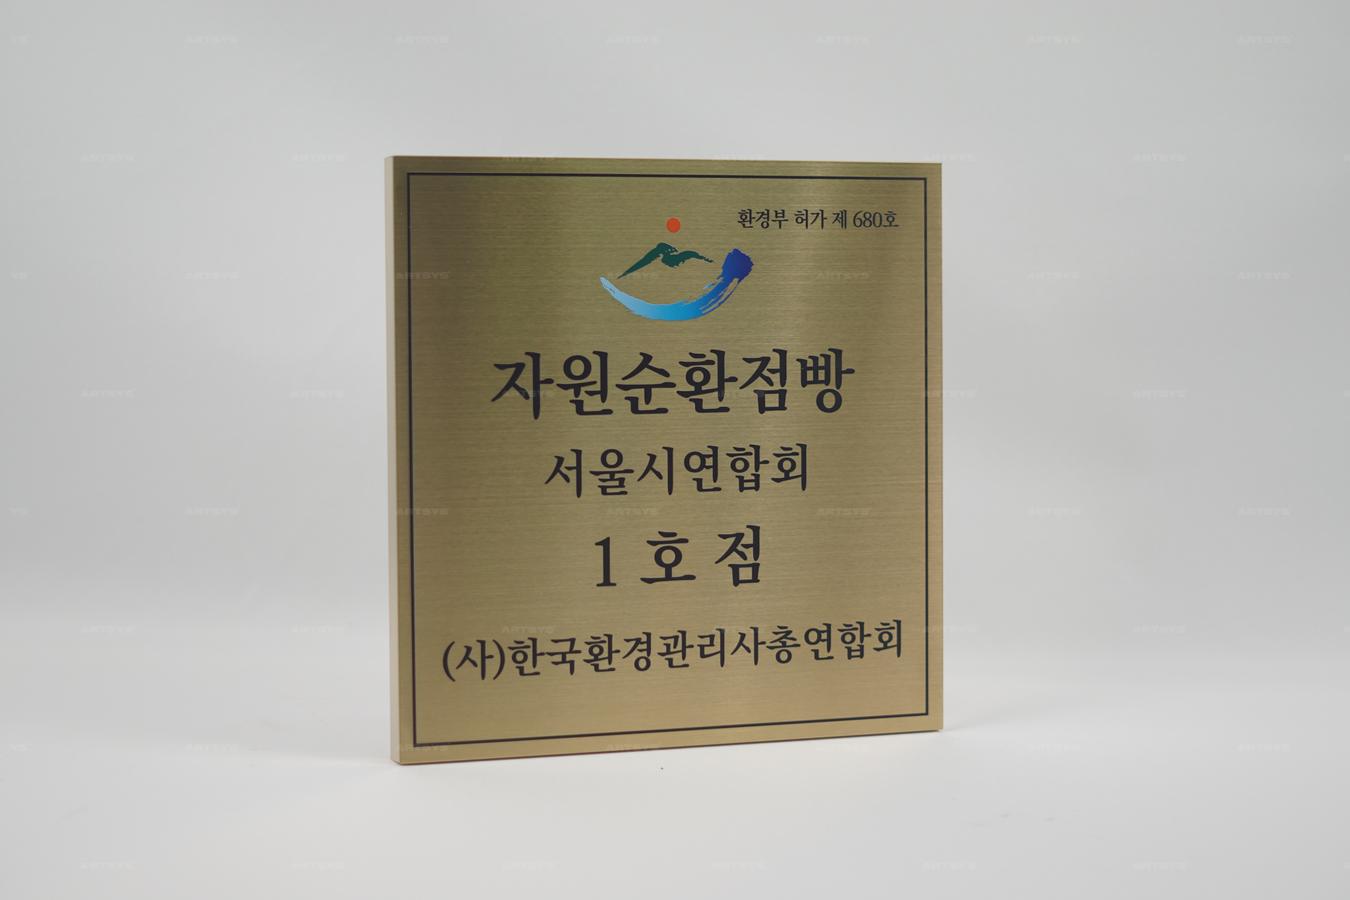 환경부 허가 제 680호
자원순환점빵
서울시연합회
1호점
(사)한국환경관리사총연합회
ARTSYS